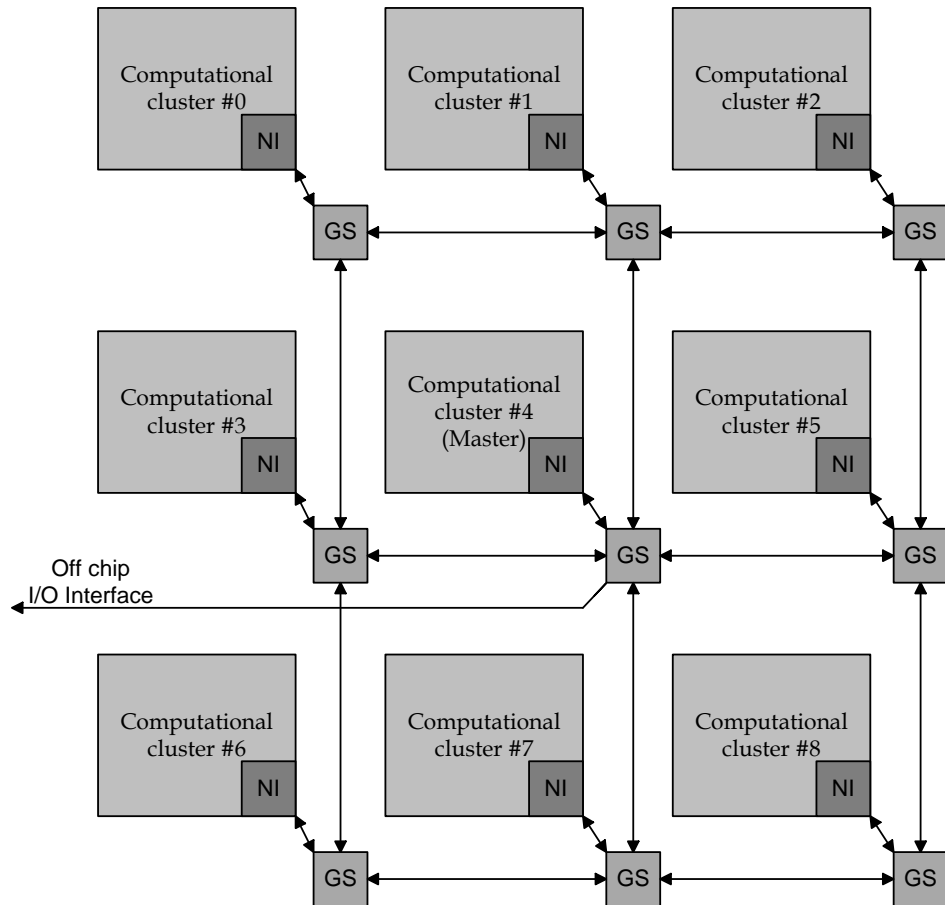 Computational
cluster #0
NI
Computational
cluster #1
NI
Computational
cluster #2
NI
GS
GS
GS
Computational
cluster #3
NI
Computational
cluster #4
(Master)
NI
Computational
cluster #5
NI
GS
GS
GS
Off chip
I/O Interface
Computational
cluster #6
NI
Computational
cluster #7
NI
Computational
cluster #8
NI
GS
GS
GS